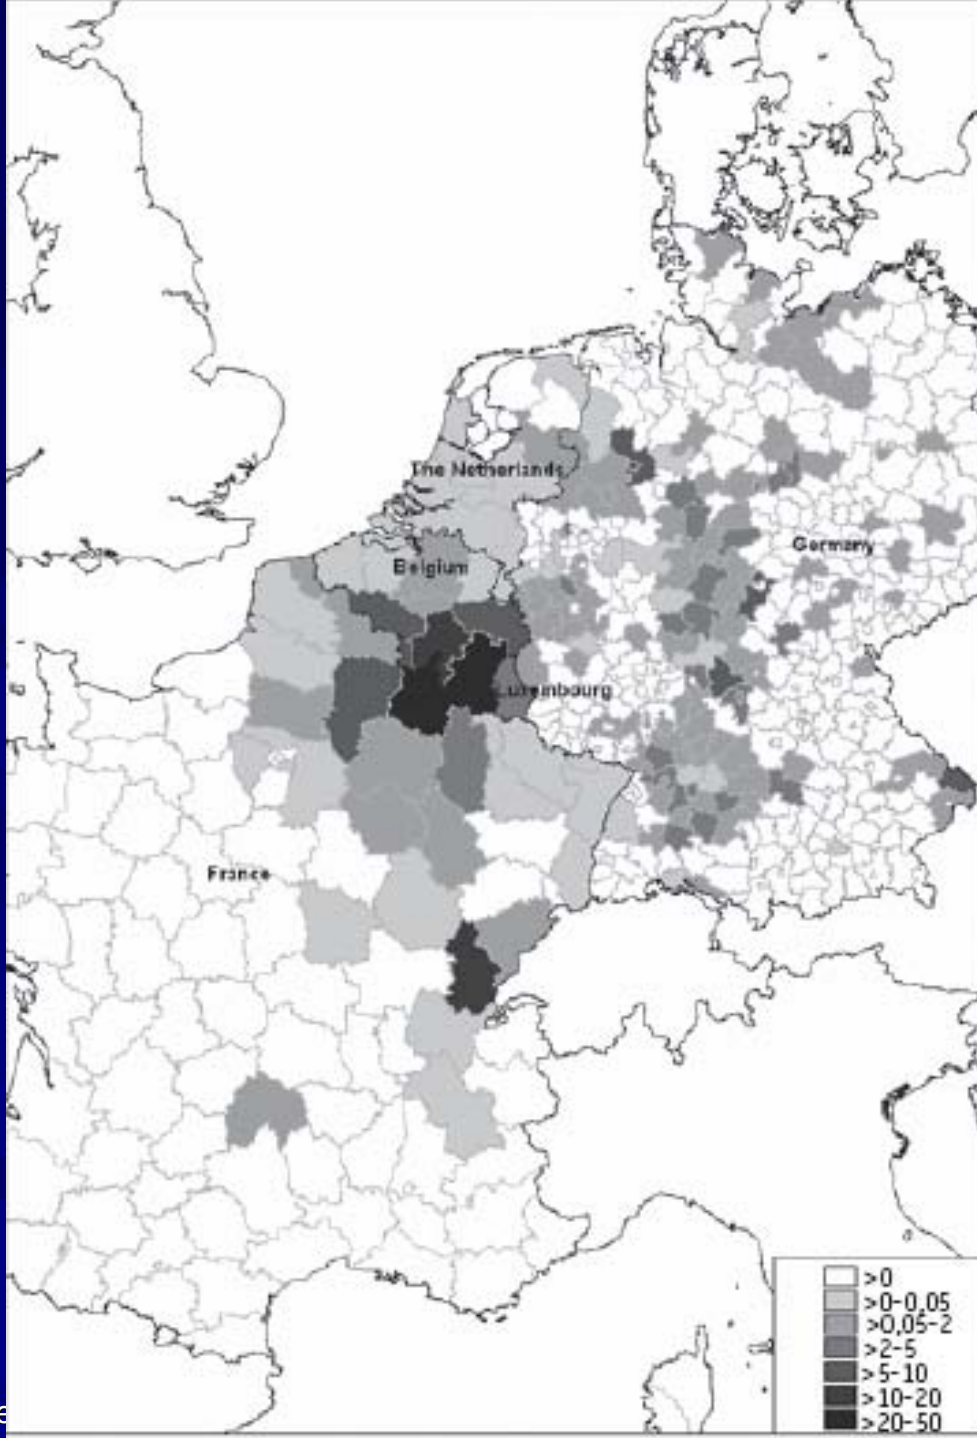 The Netherlands
Belgium
Germany
Luxembourg
France
>0
>0-0,05
>0,05-2
>2-5
>5-10
>10-20
>20-50
e